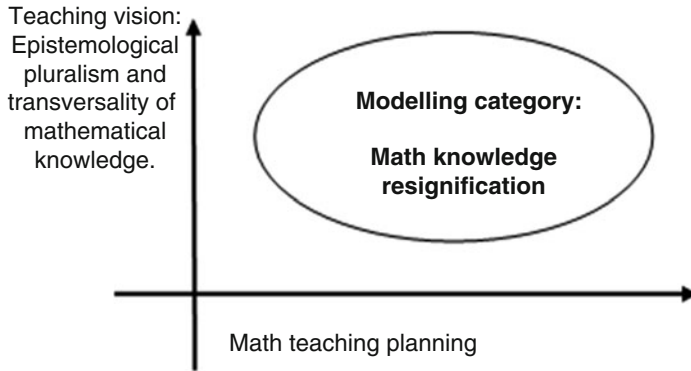 Teaching vision:
Epistemological
pluralism and
transversality of
mathematical
knowledge.
Modelling category:
Math knowledge
resignification
Math teaching planning